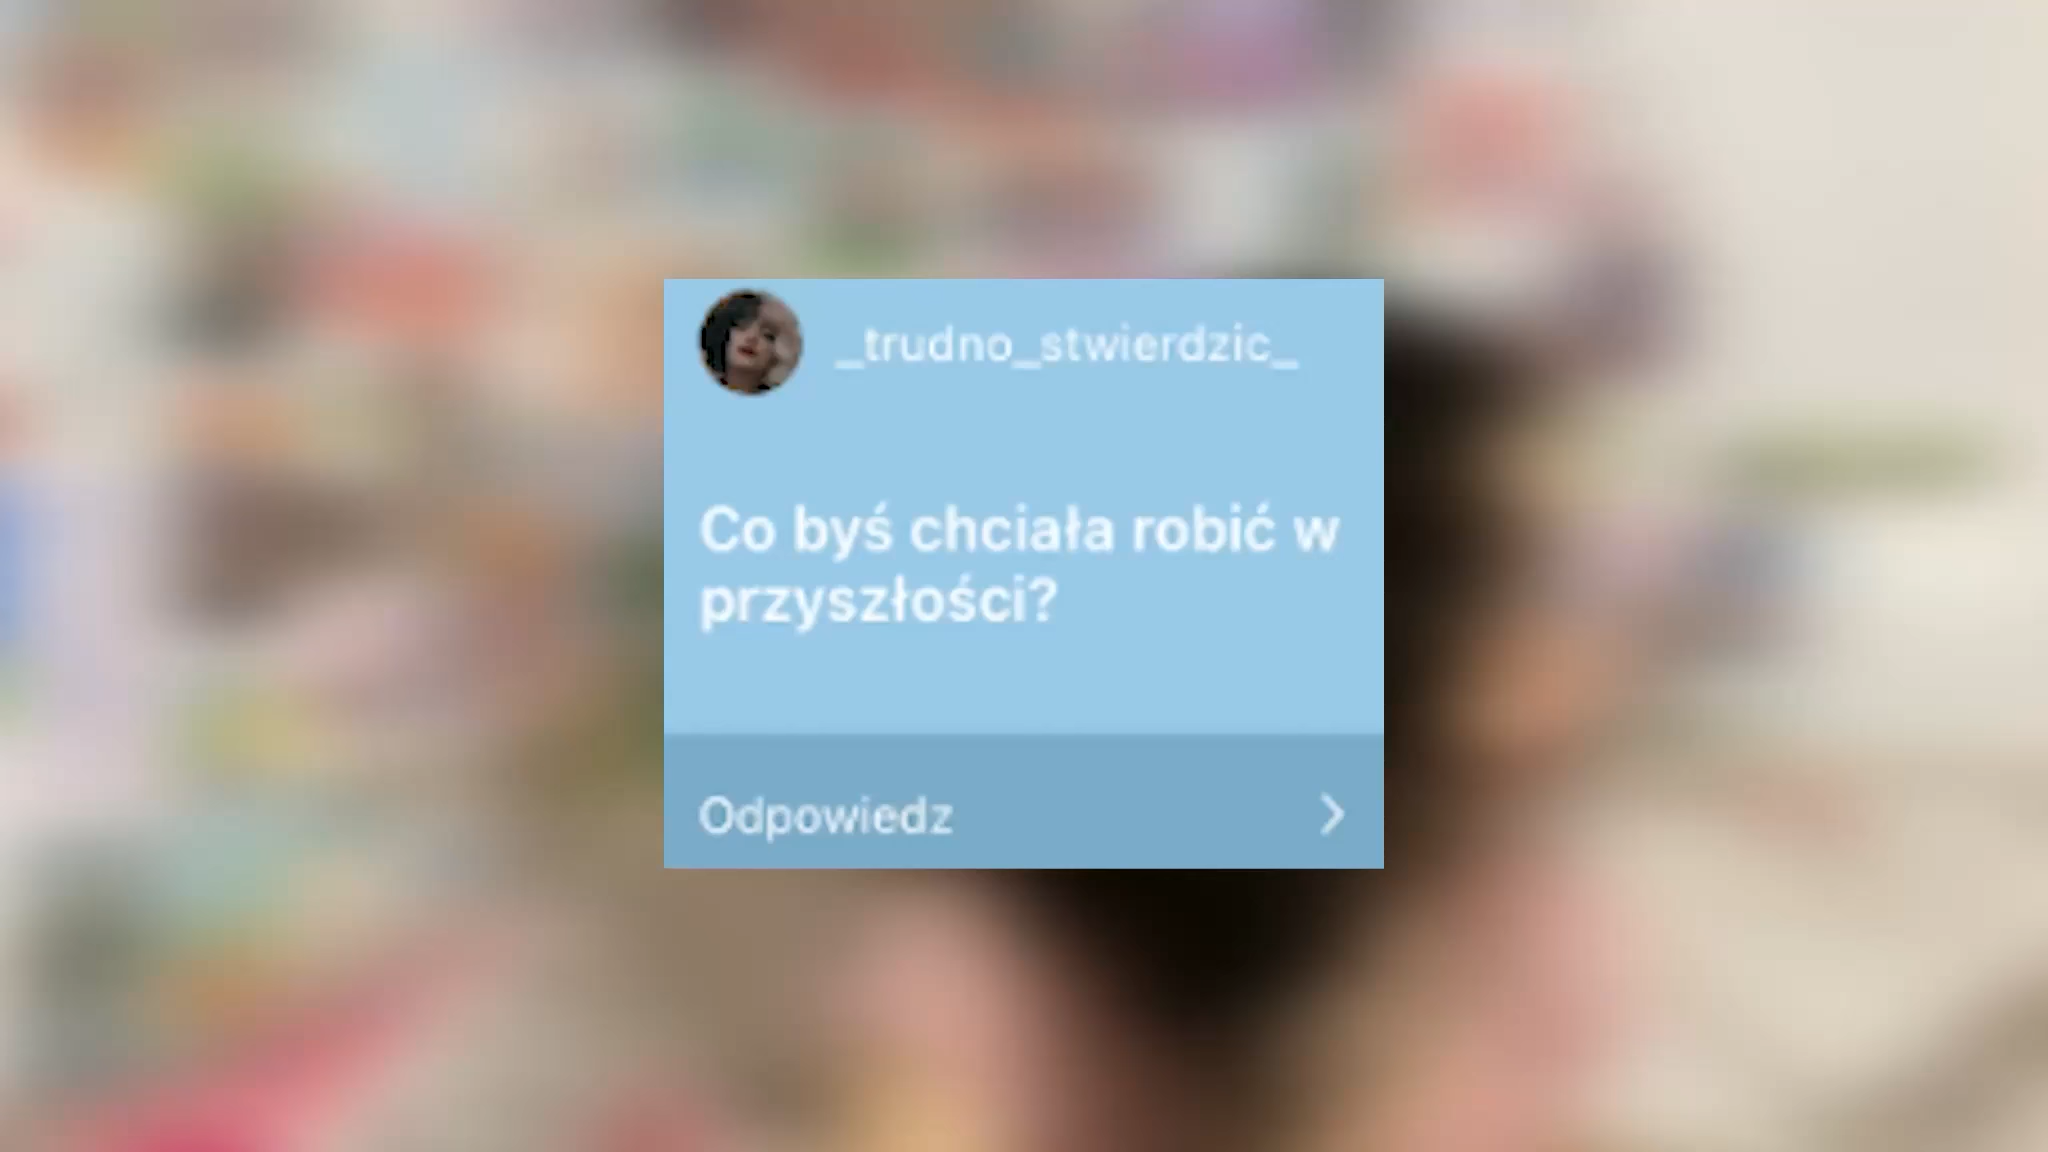 _trudno_stwierdzic_
Co byś chciała robić w
przyszłości?
Odpowiedz